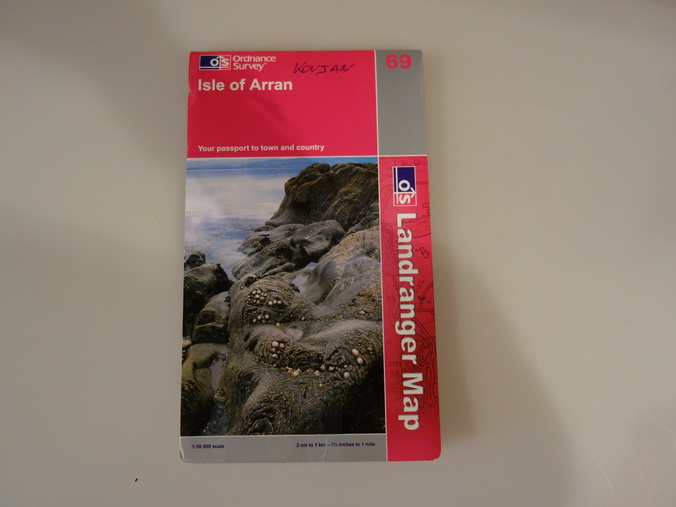 os Ordnance Survey®
69
Isle of Arran
Your passport to town and country
os Landranger Map
1:50 000 scale
2 cm to 1 km – 1¼ inches to 1 mile